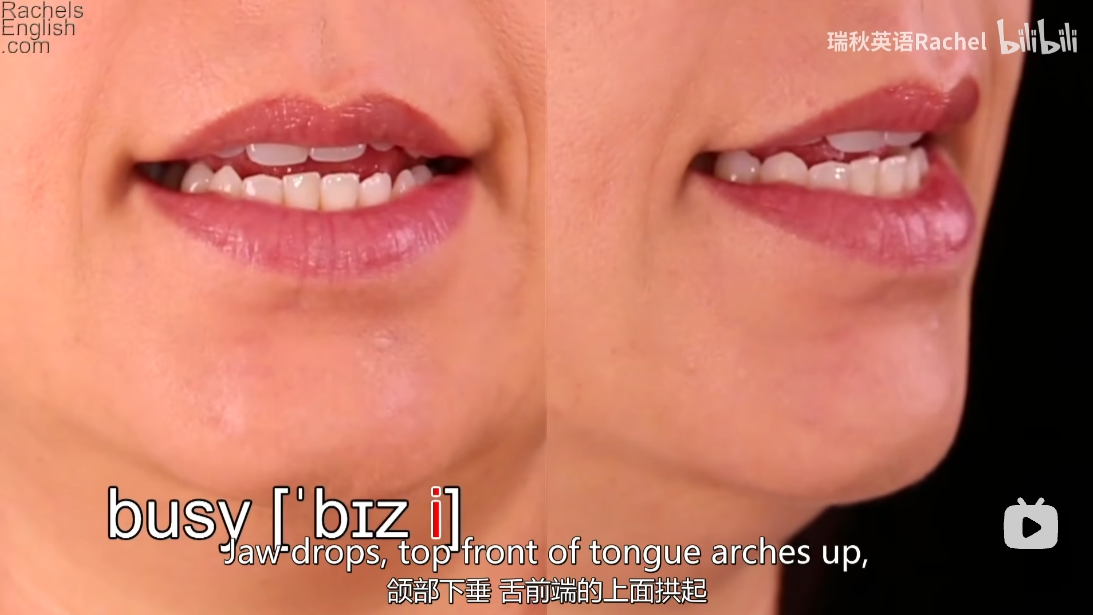 Rachels
English
.com
瑞秋英语Rachel bilibili
busy [ˈbɪz i]
Jaw drops, top front of tongue arches up,
颌部下垂 舌前端的上面拱起